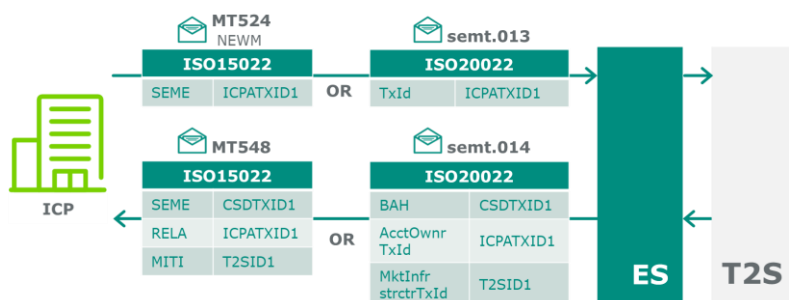 MT524
NEWM
semt.013
ISO15022
ISO20022
SEME ICPATXID1
OR
TxId ICPATXID1
MT548
semt.014
ISO15022
ISO20022
SEME CSDTXID1
BAH CSDTXID1
ICP
RELA ICPATXID1
OR
AcctOwnr
TxId
ICPATXID1
MITI T2SID1
MktInfr
strctrTxId
T2SID1
ES
T2S